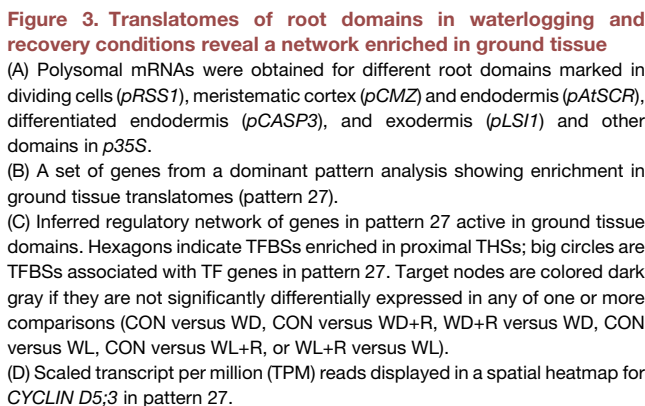 Figure 3. Translatomes of root domains in waterlogging and
recovery conditions reveal a network enriched in ground tissue
(A) Polysomal mRNAs were obtained for different root domains marked in
dividing cells (pRSS1), meristematic cortex (pCMZ) and endodermis (pAtSCR),
differentiated endodermis (pCASP3), and exodermis (pLSI1) and other
domains in p35S.
(B) A set of genes from a dominant pattern analysis showing enrichment in
ground tissue translatomes (pattern 27).
(C) Inferred regulatory network of genes in pattern 27 active in ground tissue
domains. Hexagons indicate TFBSs enriched in proximal THSs; big circles are
TFBSs associated with TF genes in pattern 27. Target nodes are colored dark
gray if they are not significantly differentially expressed in any of one or more
comparisons (CON versus WD, CON versus WD+R, WD+R versus WD, CON
versus WL, CON versus WL+R, or WL+R versus WL).
(D) Scaled transcript per million (TPM) reads displayed in a spatial heatmap for
CYCLIN D5;3 in pattern 27.